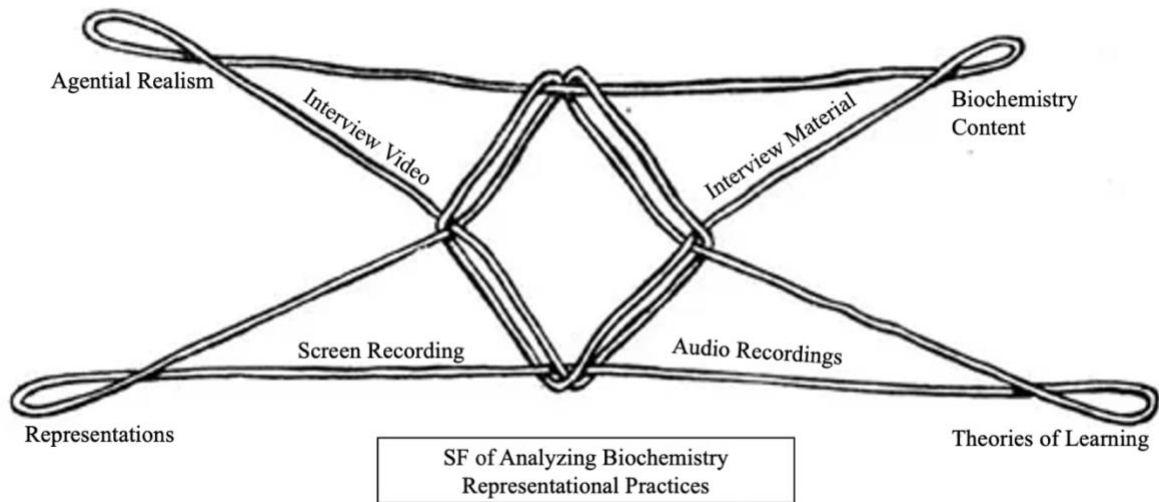 Agential Realism
Interview Video
Interview Material
Biochemistry
Content
Screen Recording
Audio Recordings
Representations
Theories of Learning
SF of Analyzing Biochemistry
Representational Practices